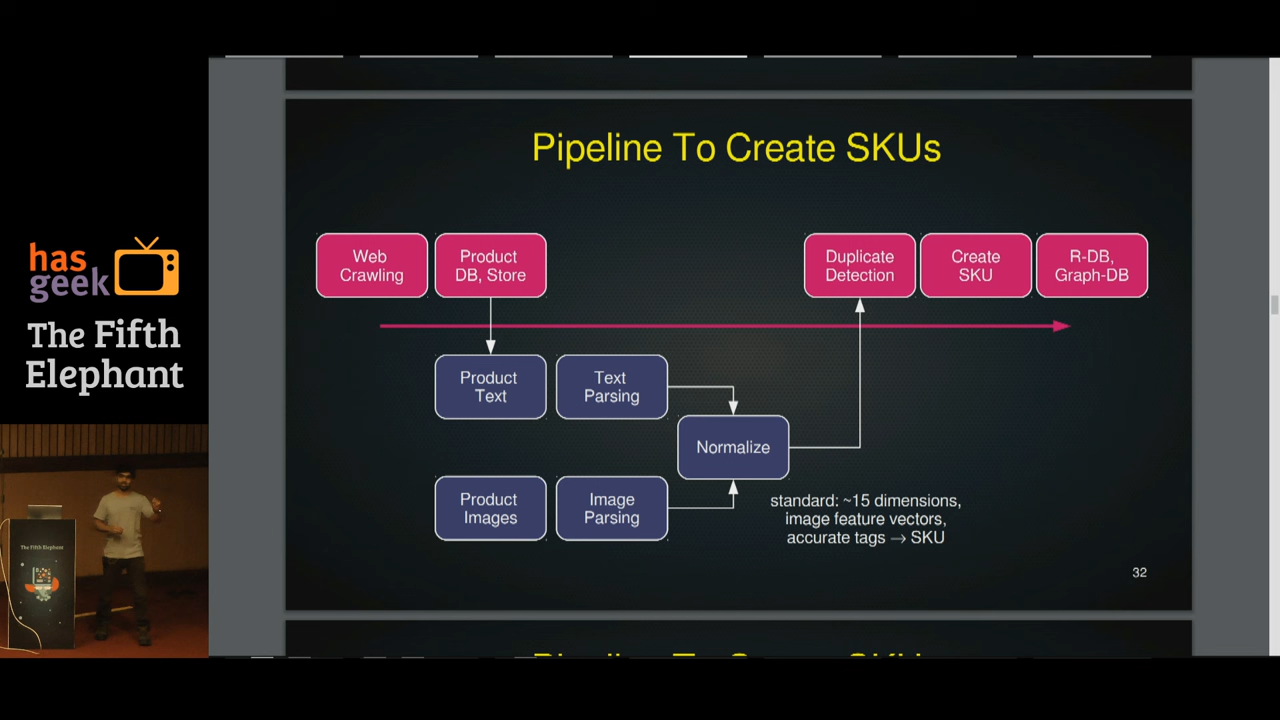 Pipeline To Create SKUs
Web
Crawling
Product
DB, Store
Duplicate
Detection
Create
SKU
R-DB,
Graph-DB
Product
Text
Text
Parsing
Normalize
Product
Images
Image
Parsing
standard: ~15 dimensions,
image feature vectors,
accurate tags → SKU
32
has
geek
The Fifth
Elephant
The Fifth Elephant